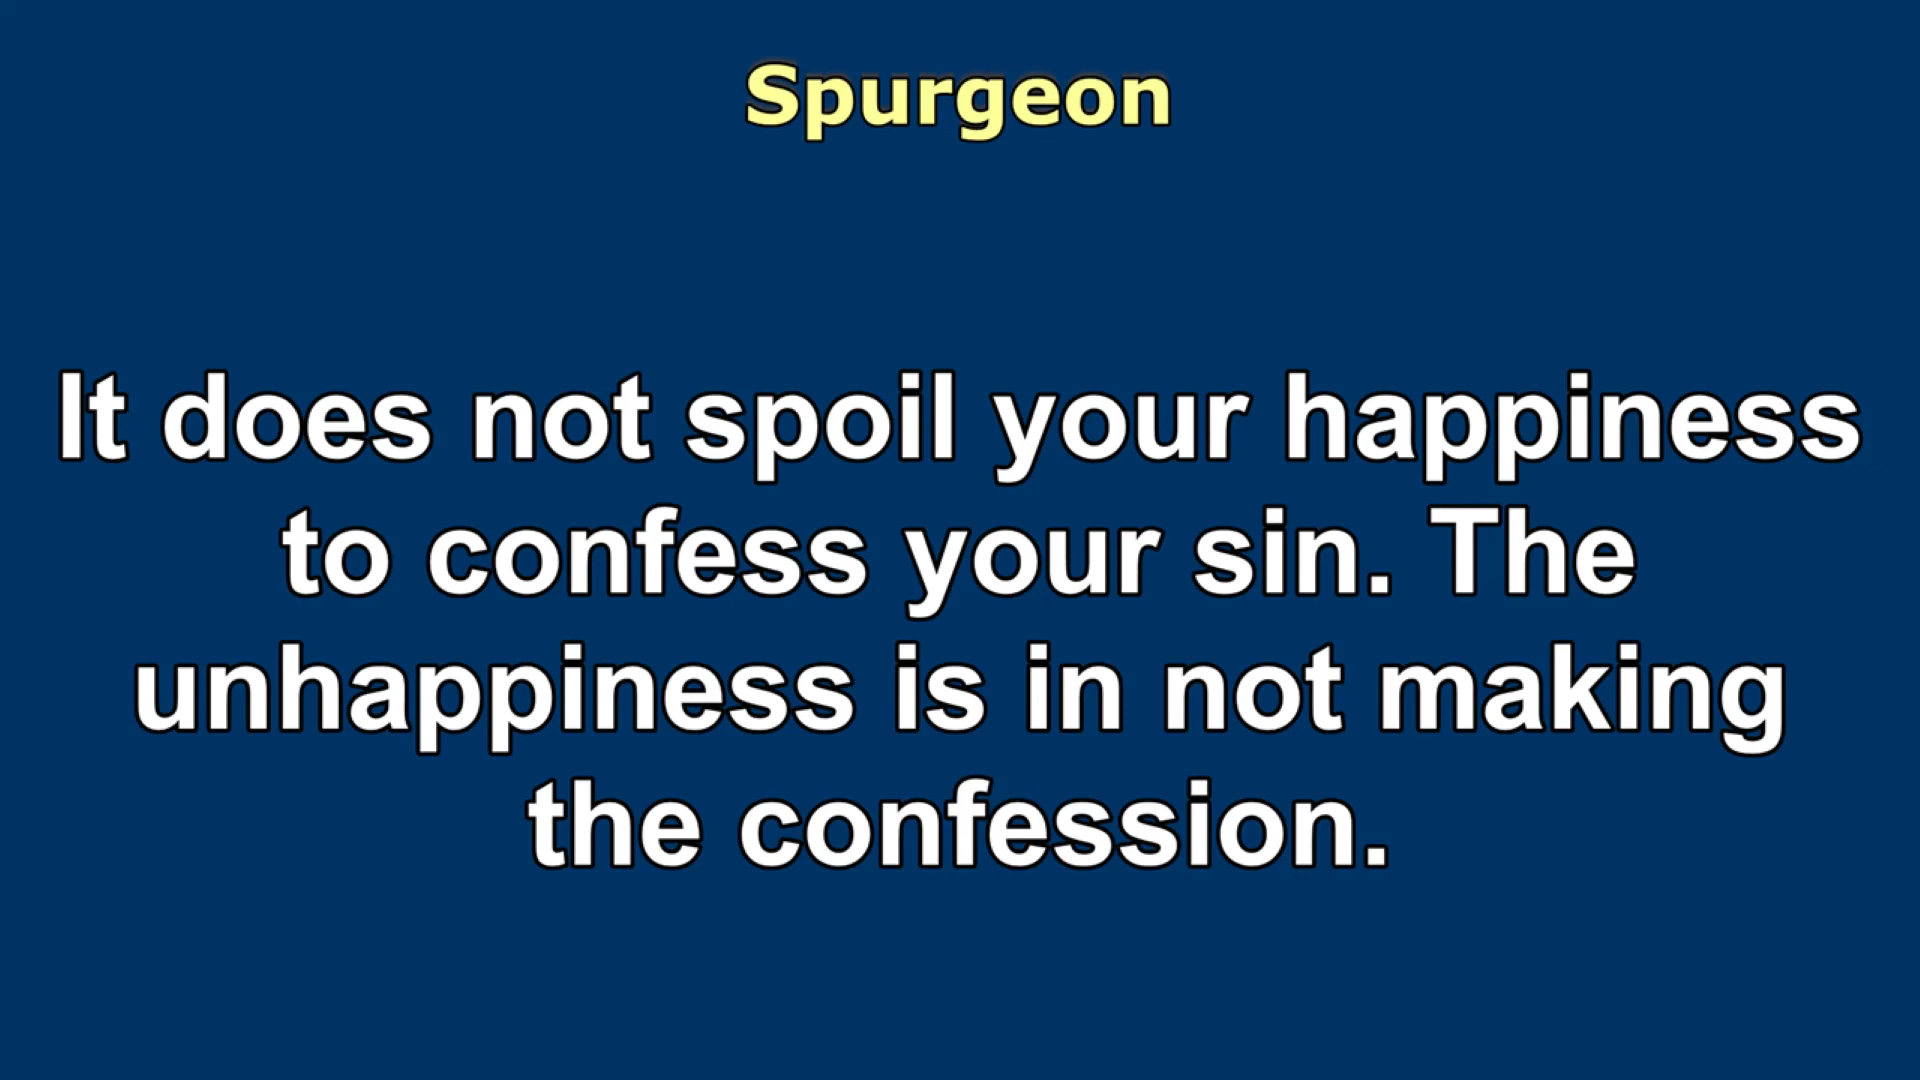 Spurgeon
It does not spoil your happiness
to confess your sin. The
unhappiness is in not making
the confession.